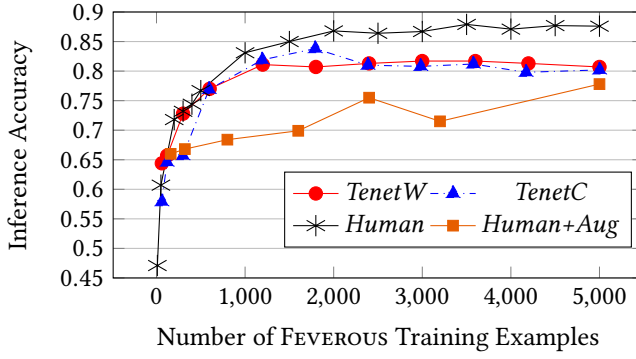 0.9
0.85
0.8
0.75
0.7
0.65
0.6
0.55
0.5
0.45
Inference Accuracy
TenetW TenetC
Human Human+Aug
0 1,000 2,000 3,000 4,000 5,000
Number of FEVEROUS Training Examples